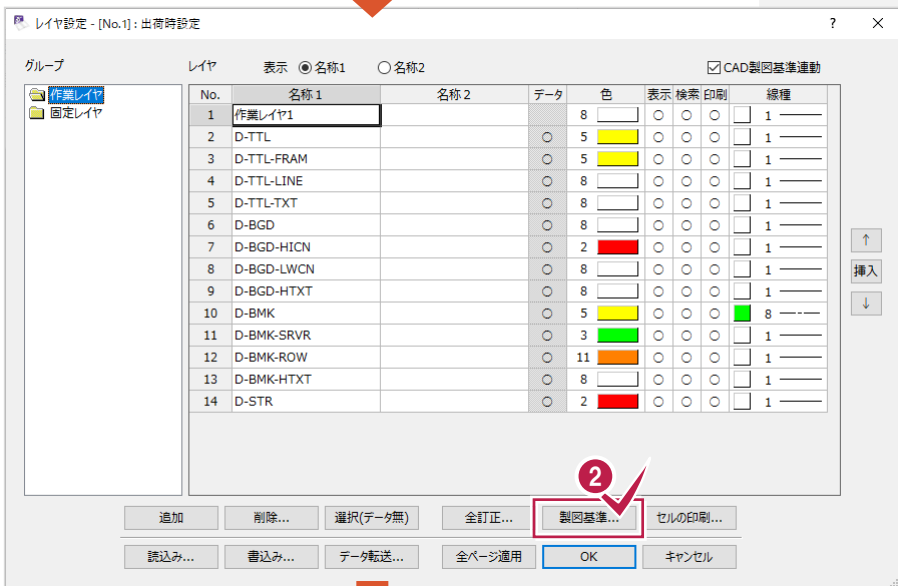 レイヤ設定 - [No.1] : 出荷時設定 ? ×
グループ レイヤ 表示 名称1 名称2 CAD製図基準連動
作業レイヤ
固定レイヤ
No. 名称 1 名称 2 データ 色 表示 検索 印刷 線種
1 作業レイヤ1 8 ○ ○ ○ 1
2 D-TTL ○ 5 ○ ○ ○ 1
3 D-TTL-FRAM ○ 5 ○ ○ ○ 1
4 D-TTL-LINE ○ 8 ○ ○ ○ 1
5 D-TTL-TXT ○ 8 ○ ○ ○ 1
6 D-BGD ○ 8 ○ ○ ○ 1
7 D-BGD-HICN ○ 2 ○ ○ ○ 1
8 D-BGD-LWCN ○ 8 ○ ○ ○ 1
9 D-BGD-HTXT ○ 8 ○ ○ ○ 1
10 D-BMK ○ 5 ○ ○ ○ 8
11 D-BMK-SRVR ○ 3 ○ ○ ○ 1
12 D-BMK-ROW ○ 11 ○ ○ ○ 1
13 D-BMK-HTXT ○ 8 ○ ○ ○ 1
14 D-STR ○ 2 ○ ○ ○ 1
↑
挿入
↓
2
追加 削除... 選択(データ無) 全訂正... 製図基準... セルの印刷...
読込み... 書込み... データ転送... 全ページ適用 OK キャンセル